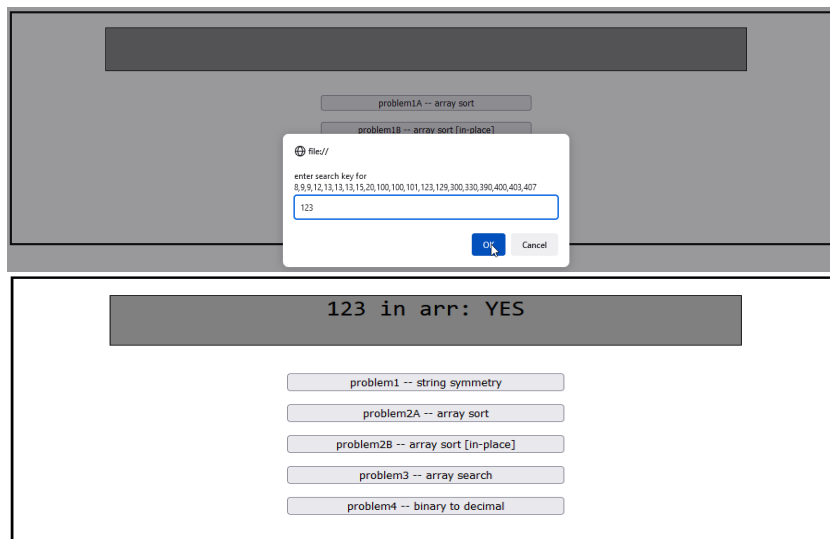 problem1A -- array sort
problem1B -- array sort [in-place]
file://
enter search key for
8,9,9,12,13,13,13,15,20,100,100,101,123,129,300,330,390,400,403,407
123
OK
Cancel
123 in arr: YES
problem1 -- string symmetry
problem2A -- array sort
problem2B -- array sort [in-place]
problem3 -- array search
problem4 -- binary to decimal